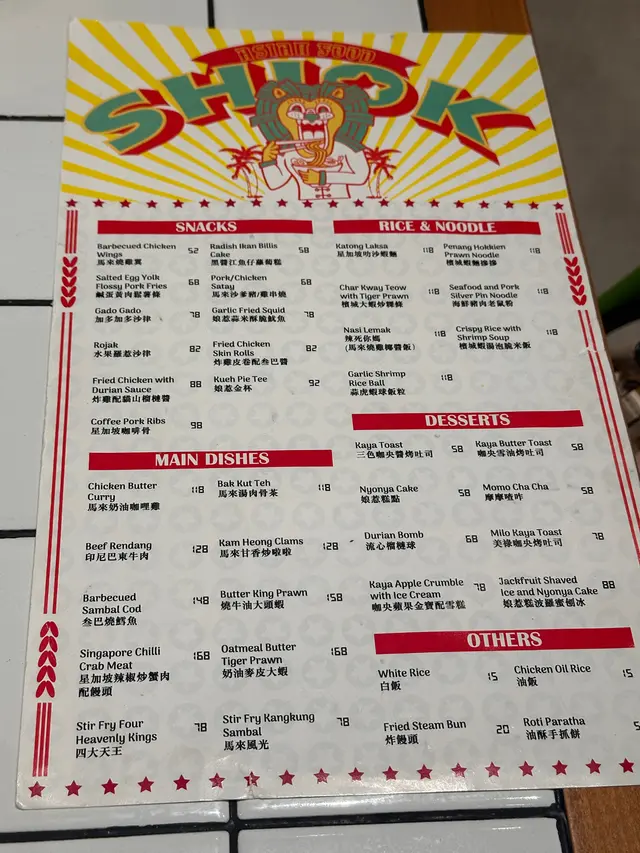 ASIAN FOOD
SHIOK
SNACKS
Barbecued Chicken
Wings
馬來燒雞翼
52
Radish Ikan Billis
Cake
黑醬江魚仔蘿蔔糕
58
Salted Egg Yolk
Flossy Pork Fries
鹹蛋黃肉鬆薯條
68
Pork/Chicken
Satay
馬來沙爹豬/雞串燒
68
Gado Gado
加多加多沙律
78
Garlic Fried Squid
娘惹蒜米酥脆魷魚
78
Rojak
水果羅惹沙律
82
Fried Chicken
Skin Rolls
炸雞皮卷配叁巴醬
82
Fried Chicken with
Durian Sauce
炸雞配貓山榴槤醬
88
Kueh Pie Tee
娘惹金杯
92
Coffee Pork Ribs
星加坡咖啡骨
98
MAIN DISHES
Chicken Butter
Curry
馬來奶油咖喱雞
118
Bak Kut Teh
馬來湯肉骨茶
118
Beef Rendang
印尼巴東牛肉
128
Kam Heong Clams
馬來甘香炒啦啦
128
Barbecued
Sambal Cod
叁巴燒鱈魚
148
Butter King Prawn
燒牛油大頭蝦
158
Singapore Chilli
Crab Meat
星加坡辣椒炒蟹肉
配饅頭
168
Oatmeal Butter
Tiger Prawn
奶油麥皮大蝦
168
Stir Fry Four
Heavenly Kings
四大天王
78
Stir Fry Kangkung
Sambal
馬來風光
78
RICE & NOODLE
Katong Laksa
星加坡叻沙蝦麵
118
Penang Hokkien
Prawn Noodle
檳城蝦麵
118
Char Kway Teow
with Tiger Prawn
檳城大蝦炒粿條
118
Seafood and Pork
Silver Pin Noodle
海鮮豬肉老鼠粉
118
Nasi Lemak
辣死你媽
(馬來燒雞椰醬飯)
118
Crispy Rice with
Shrimp Soup
檳城蝦湯泡脆米飯
118
Garlic Shrimp
Rice Ball
蒜虎蝦球飯粒
118
DESSERTS
Kaya Toast
三色咖央醬烤吐司
58
Kaya Butter Toast
咖央雪油烤吐司
58
Nyonya Cake
娘惹糕點
58
Momo Cha Cha
摩摩喳咋
58
Durian Bomb
流心榴槤球
68
Milo Kaya Toast
美祿咖央烤吐司
78
Kaya Apple Crumble
with Ice Cream
咖央蘋果金寶配雪糕
78
Jackfruit Shaved
Ice and Nyonya Cake
娘惹糕波羅蜜刨冰
88
OTHERS
White Rice
白飯
15
Chicken Oil Rice
油飯
15
Fried Steam Bun
炸饅頭
20
Roti Paratha
油酥手抓餅